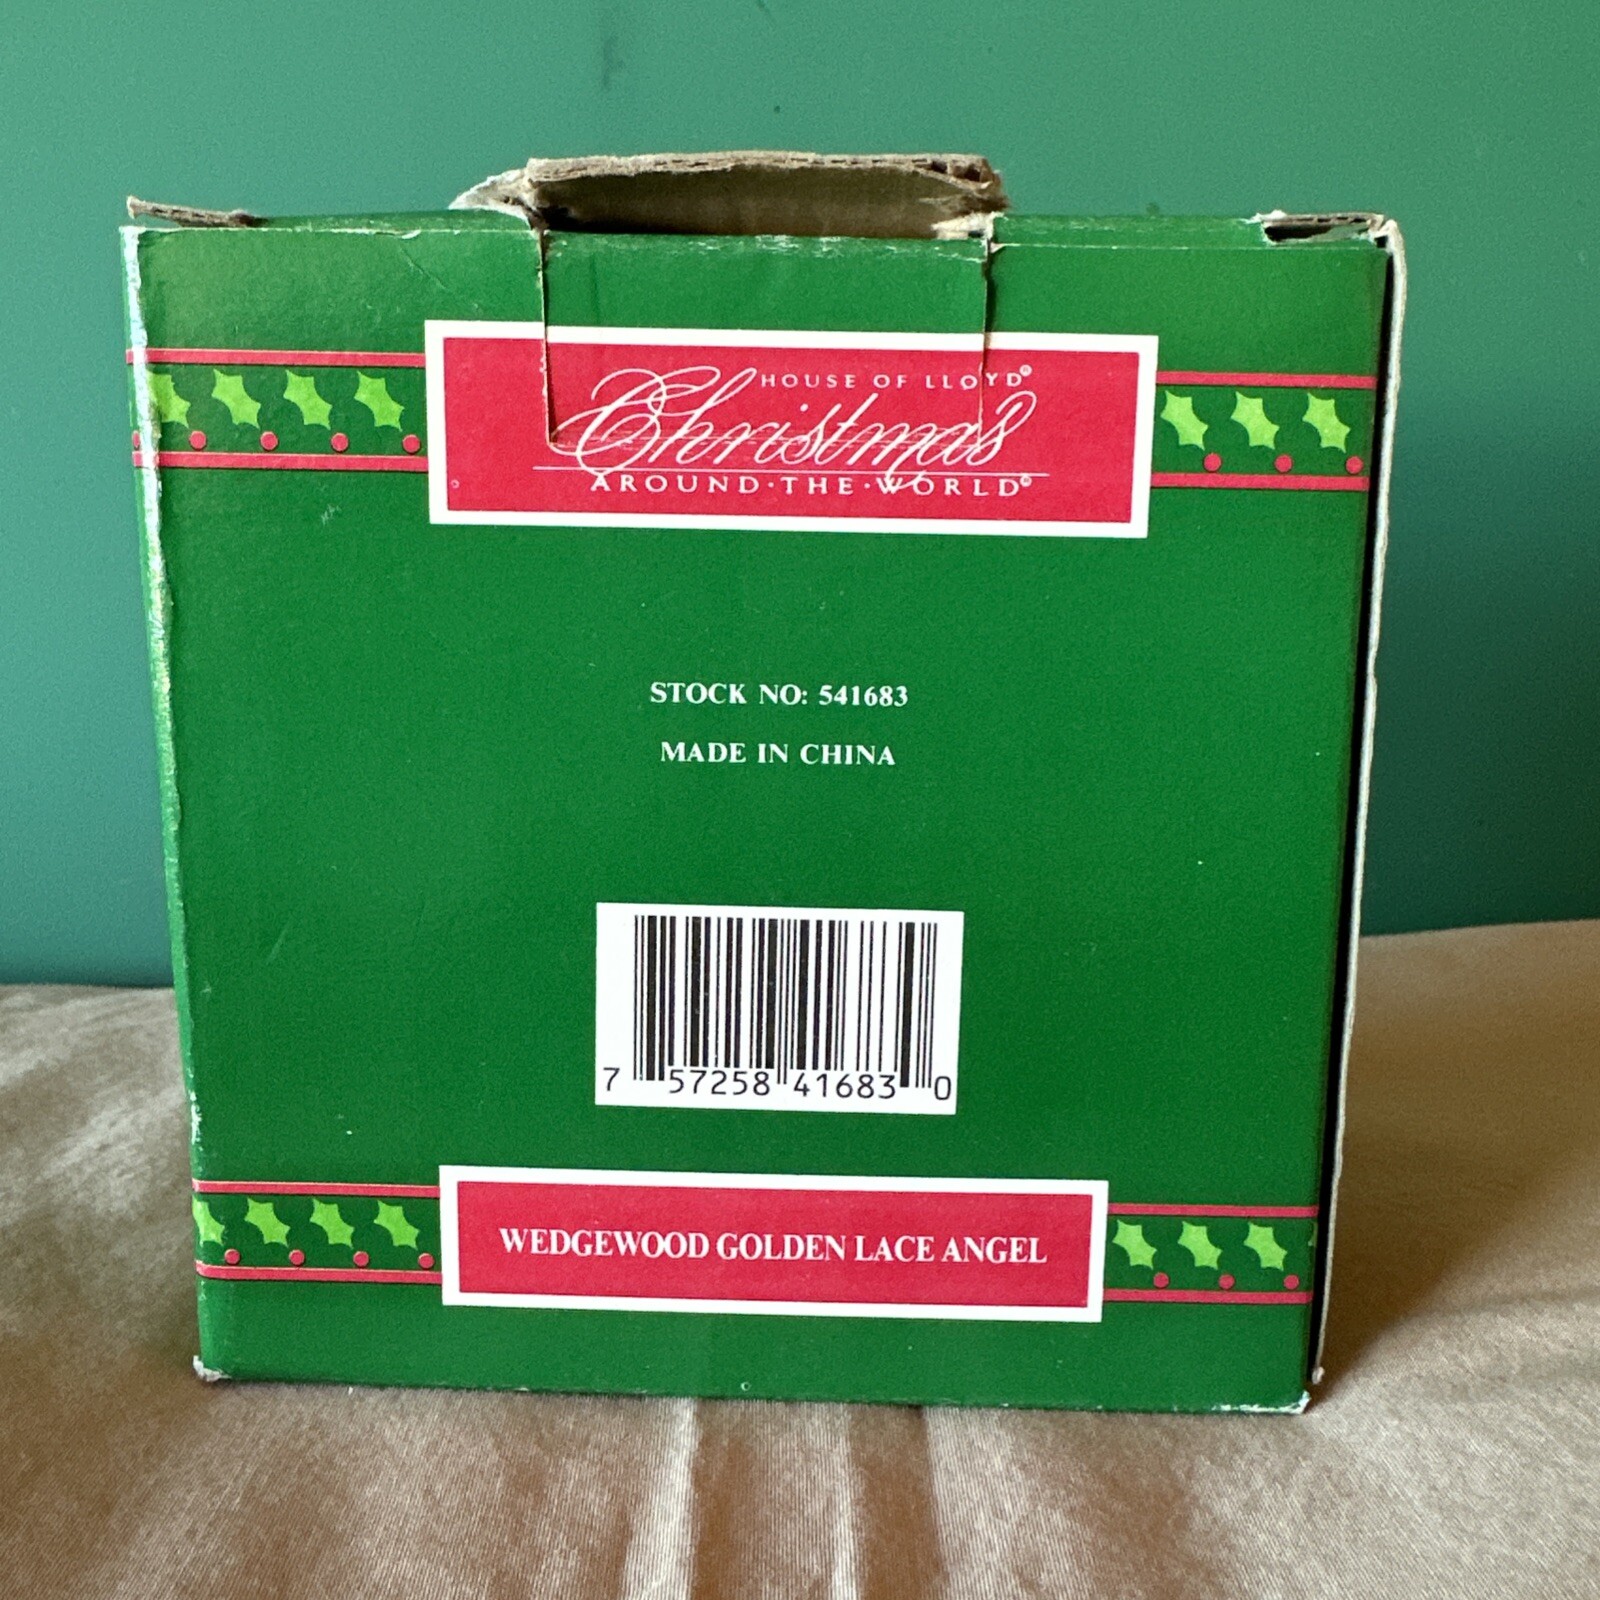 HOUSE OF LLOYD®
Christmas
AROUND·THE·WORLD®
STOCK NO: 541683
MADE IN CHINA
7 57258 41683 0
WEDGEWOOD GOLDEN LACE ANGEL